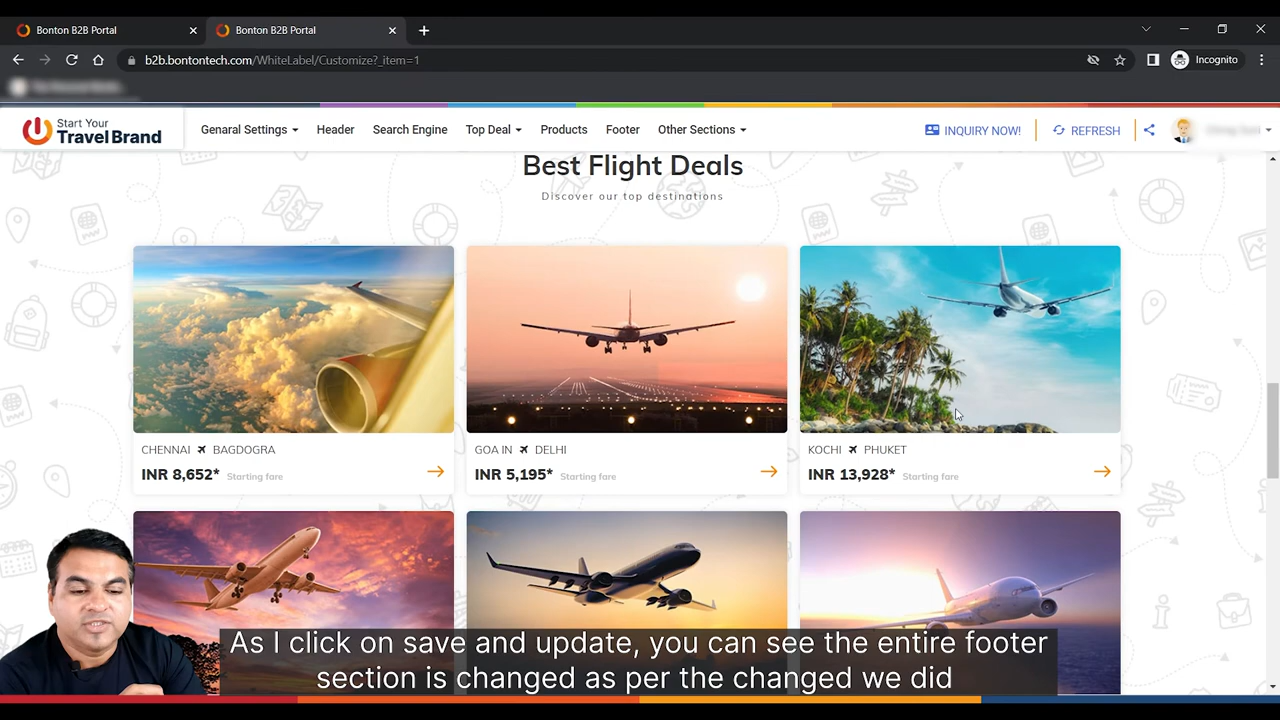 Bonton B2B Portal
Bonton B2B Portal
b2b.bontontech.com/WhiteLabel/Customize?_item=1
Incognito
Start Your
TravelBrand
Genaral Settings
Header
Search Engine
Top Deal
Products
Footer
Other Sections
INQUIRY NOW!
REFRESH
Best Flight Deals
Discover our top destinations
CHENNAI BAGDOGRA
INR 8,652* Starting fare
GOA IN DELHI
INR 5,195* Starting fare
KOCHI PHUKET
INR 13,928* Starting fare
As I click on save and update, you can see the entire footer
section is changed as per the changed we did